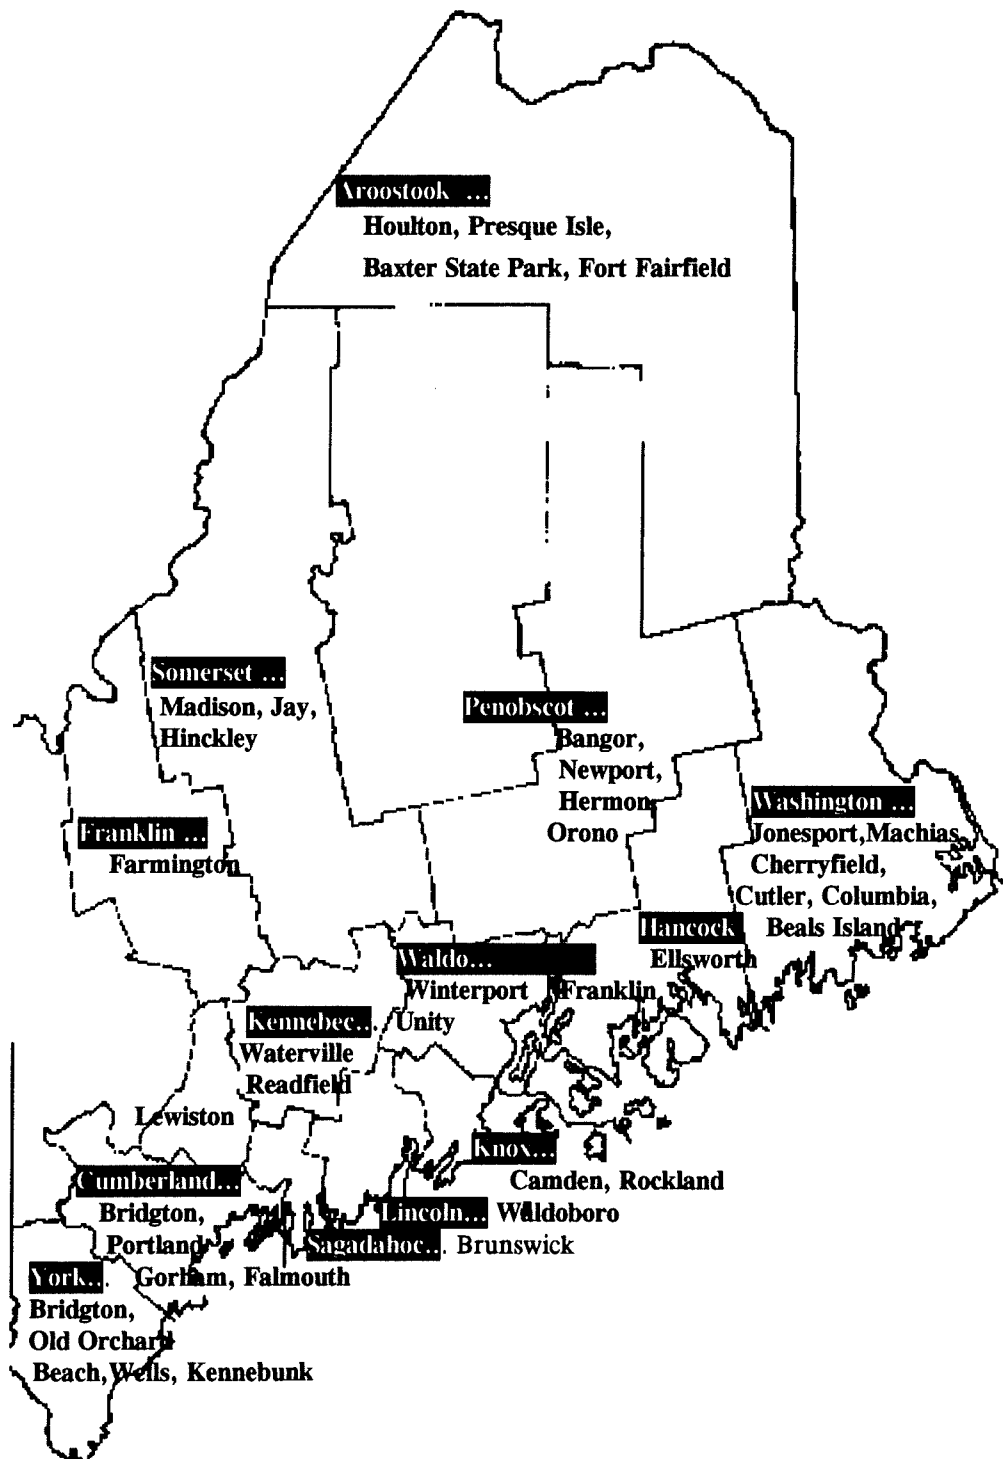 Aroostook ...
Houlton, Presque Isle,
Baxter State Park, Fort Fairfield
Somerset ...
Madison, Jay,
Hinckley
Penobscot ...
Bangor,
Newport,
Hermon
Orono
Franklin ...
Farmington
Washington ...
Jonesport, Machias,
Cherryfield,
Cutler, Columbia,
Beals Island
Hancock
Ellsworth
Franklin
Waldo...
Winterport
Unity
Kennebec...
Waterville
Readfield
Lewiston
Knox...
Camden, Rockland
Lincoln... Waldoboro
Sagadahoc... Brunswick
Cumberland...
Bridgton,
Portland
Gorham, Falmouth
York...
Bridgton,
Old Orchard
Beach, Wells, Kennebunk